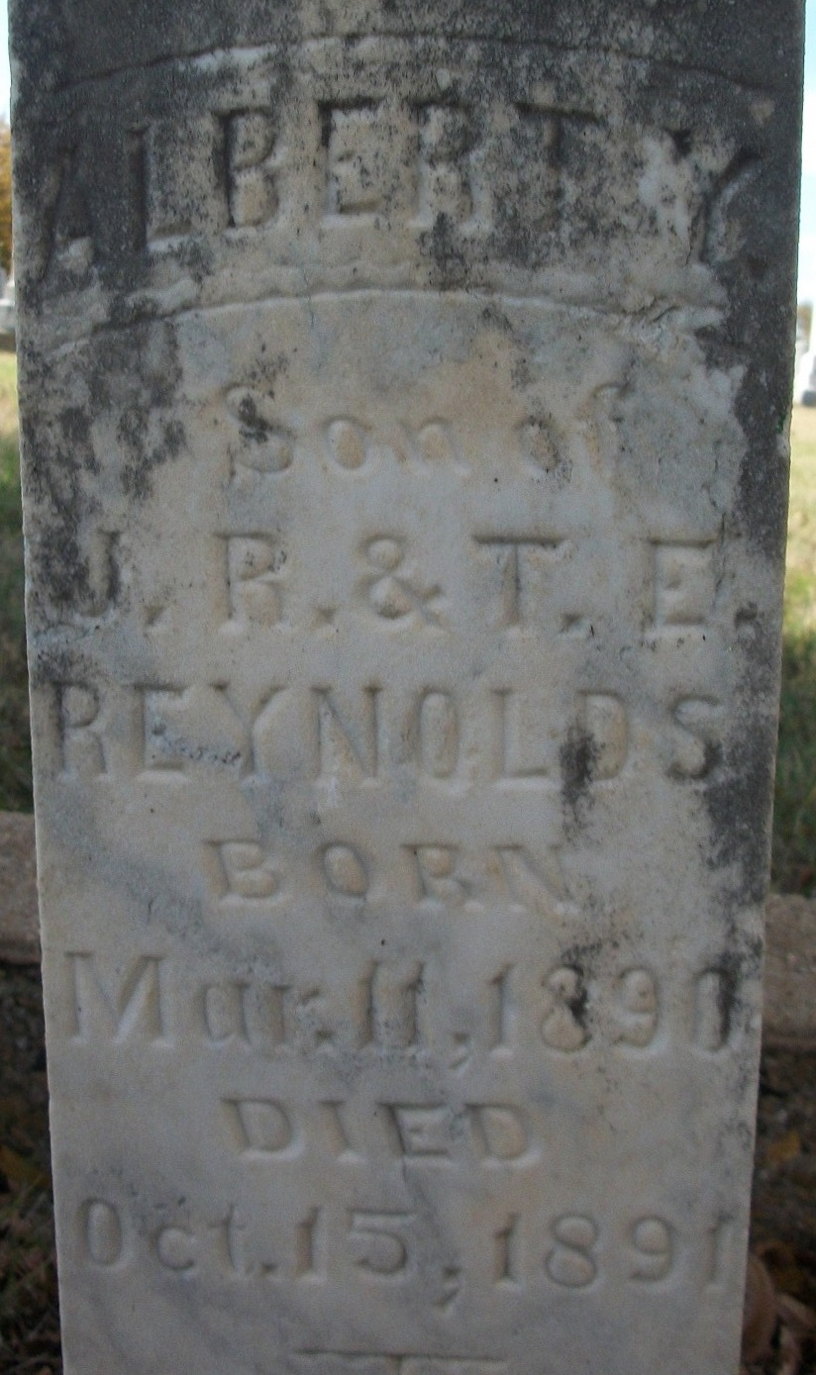 ALBERT Y
Son of
J. R. & T. E.
REYNOLDS
BORN
Mar. 11, 1890
DIED
Oct. 15, 1891